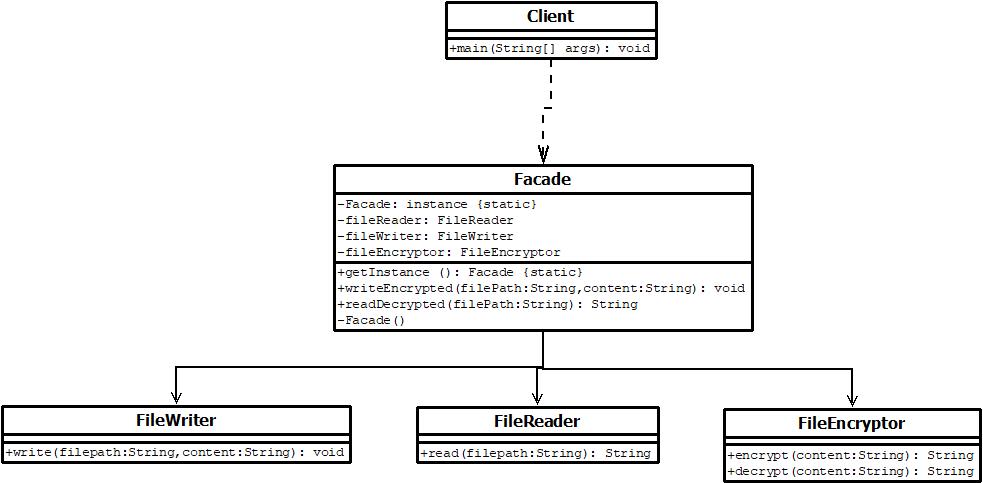 Client
+main(String[] args): void
Facade
-Facade: instance {static}
-fileReader: FileReader
-fileWriter: FileWriter
-fileEncryptor: FileEncryptor
+getInstance (): Facade {static}
+writeEncrypted(filePath:String,content:String): void
+readDecrypted(filePath:String): String
-Facade()
FileWriter
+write(filepath:String,content:String): void
FileReader
+read(filepath:String): String
FileEncryptor
+encrypt(content:String): String
+decrypt(content:String): String